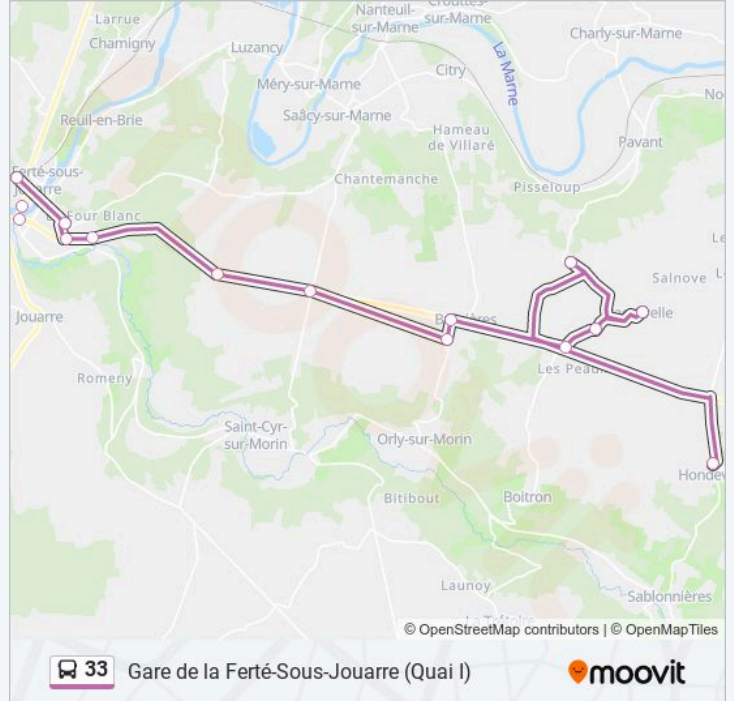 Nanteuil-
sur-Marne
sur-Marne
Larrue
Chamigny
Luzancy
Charly-sur-Marne
La Marne
Citry
Méry-sur-Marne
Saâcy-sur-Marne
Reuil-en-Brie
Hameau
de Villaré
Pavant
Chantemanche
Pisseloup
Ferté-sous-
Jouarre
Four Blanc
Salnove
Jouarre
Les Peau
Romeny
Saint-Cyr-
sur-Morin
Orly-sur-Morin
Bitibout
Boitron
Hondev
Launoy
Sablonnières
© OpenStreetMap contributors | © OpenMapTiles
33
Gare de la Ferté-Sous-Jouarre (Quai I)
moovit